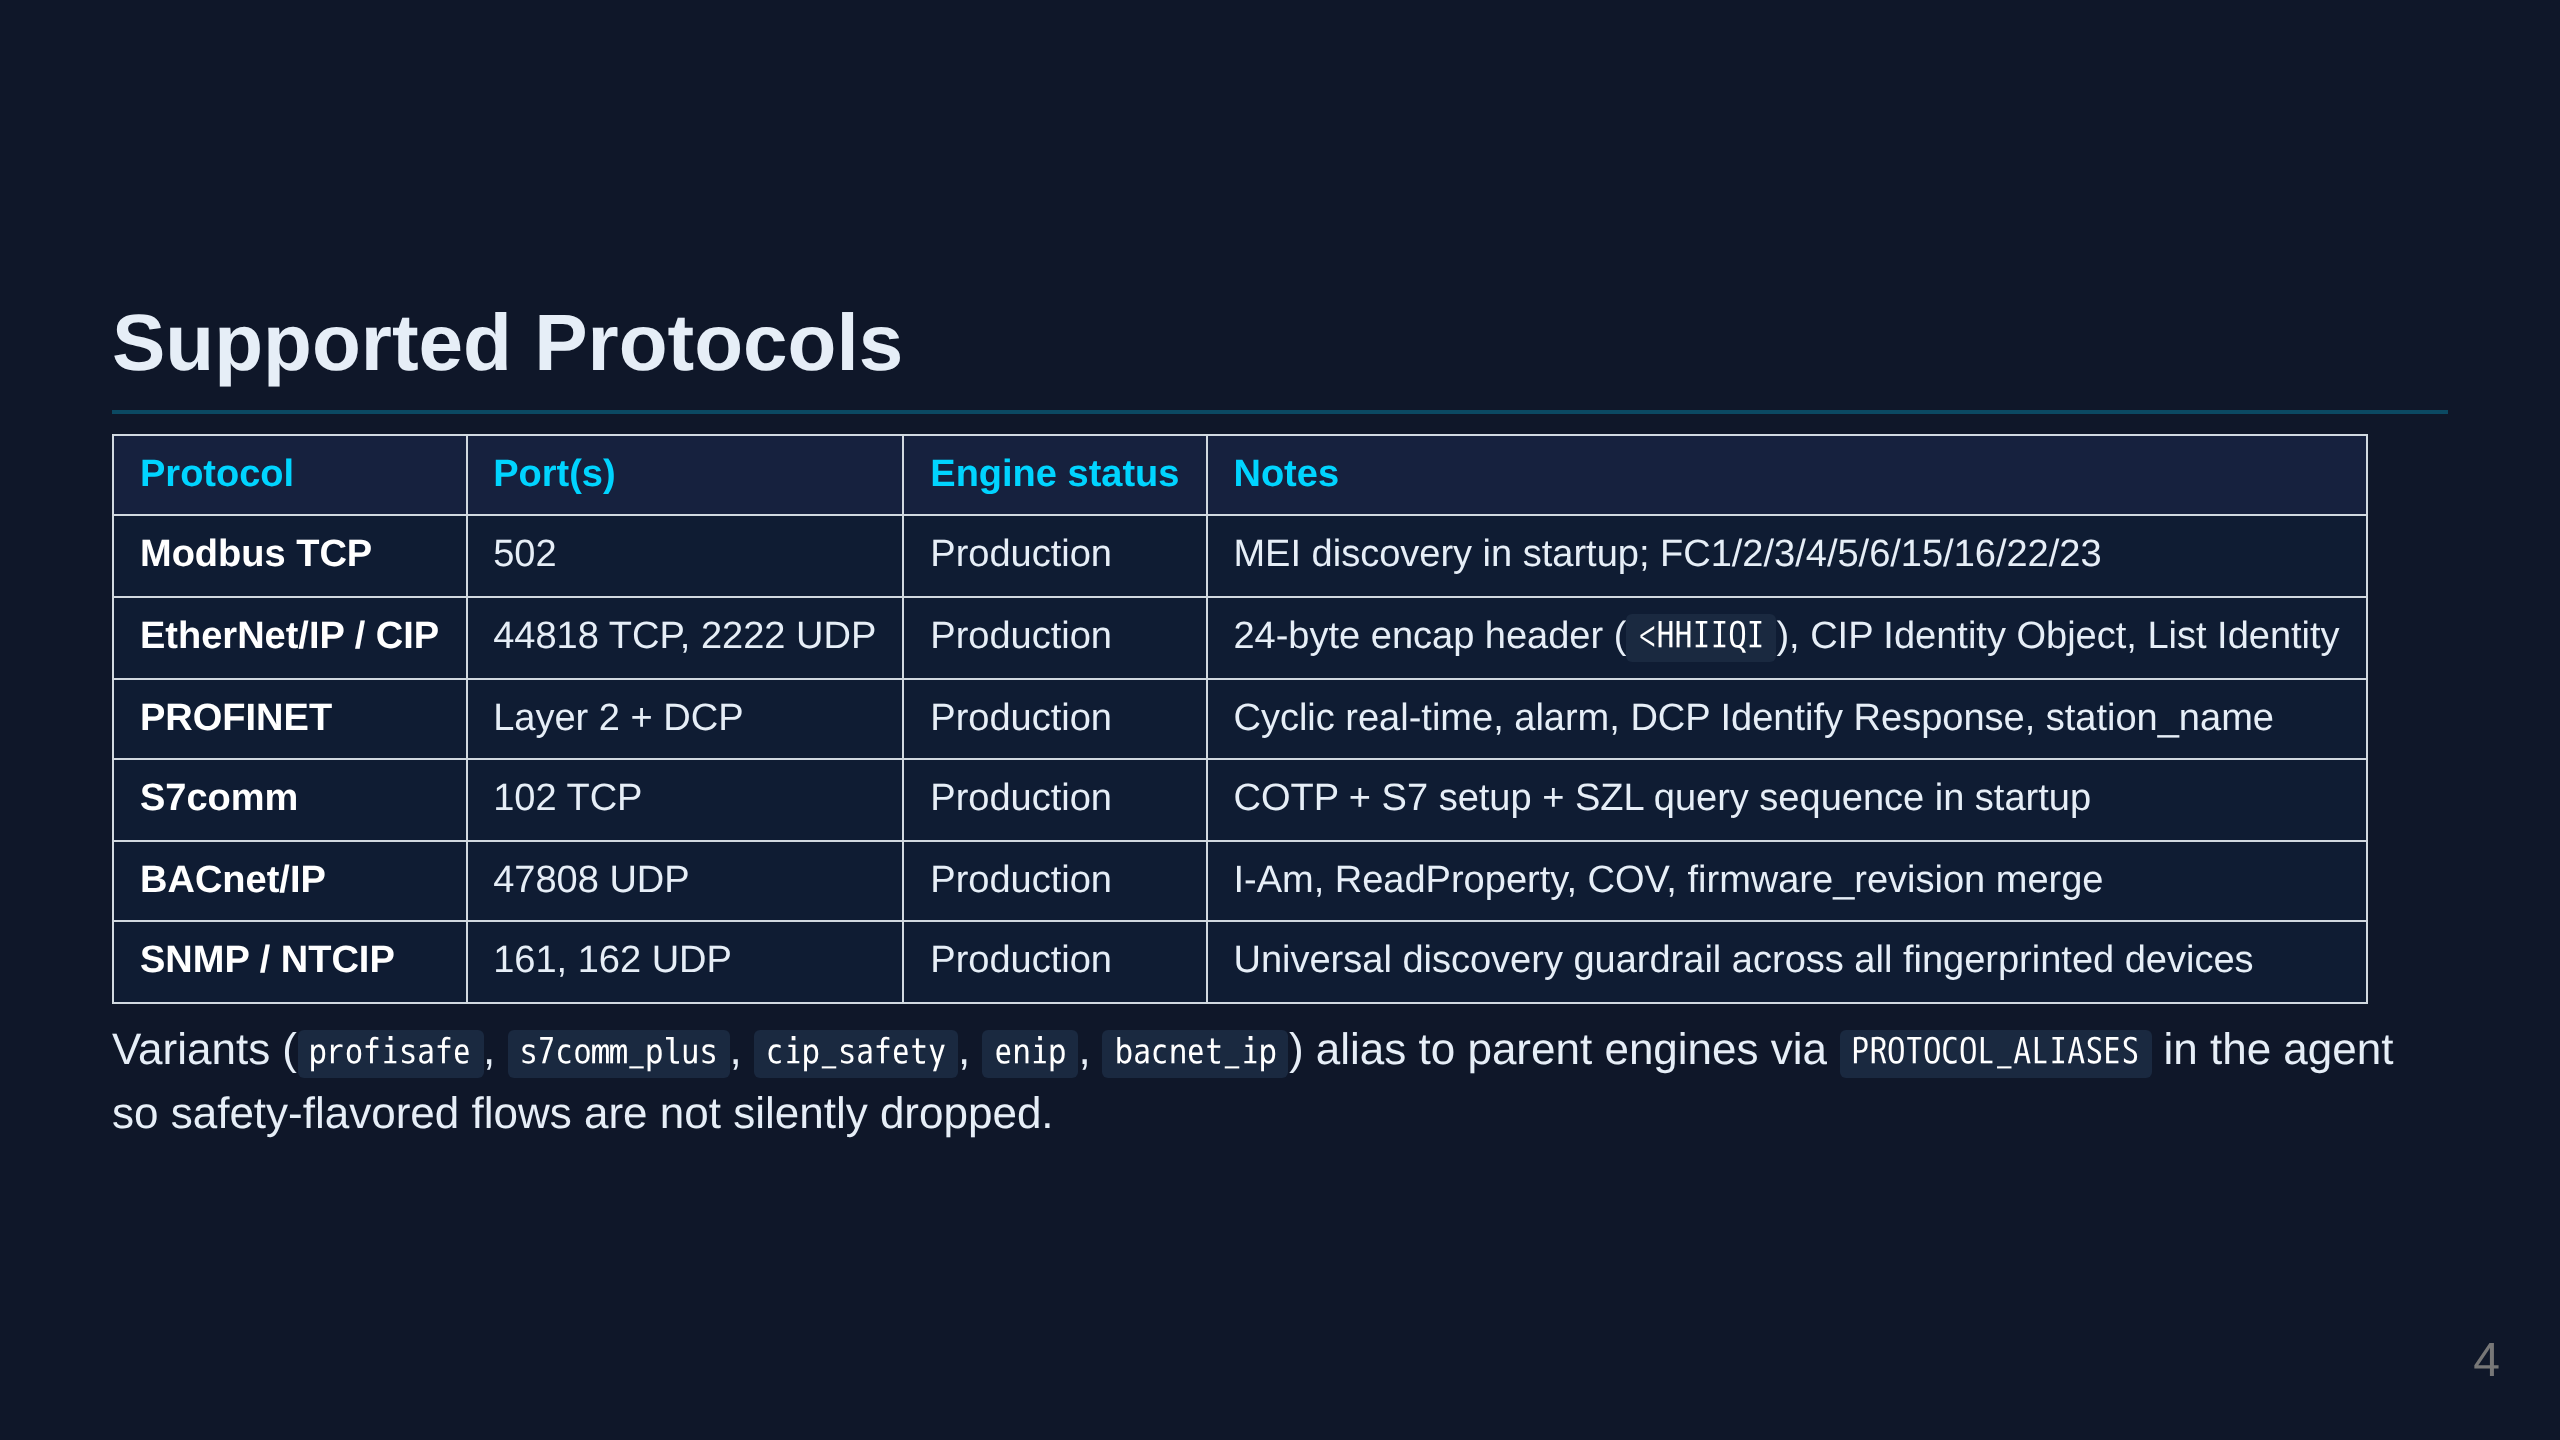 Supported Protocols
Protocol Port(s) Engine status Notes
Modbus TCP 502 Production MEI discovery in startup; FC1/2/3/4/5/6/15/16/22/23
EtherNet/IP / CIP 44818 TCP, 2222 UDP Production 24-byte encap header (<HHIIQI), CIP Identity Object, List Identity
PROFINET Layer 2 + DCP Production Cyclic real-time, alarm, DCP Identify Response, station_name
S7comm 102 TCP Production COTP + S7 setup + SZL query sequence in startup
BACnet/IP 47808 UDP Production I-Am, ReadProperty, COV, firmware_revision merge
SNMP / NTCIP 161, 162 UDP Production Universal discovery guardrail across all fingerprinted devices
Variants (profisafe, s7comm_plus, cip_safety, enip, bacnet_ip) alias to parent engines via PROTOCOL_ALIASES in the agent
so safety-flavored flows are not silently dropped.
4